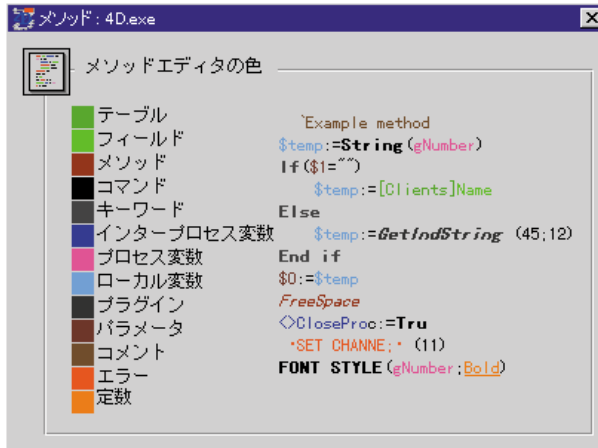 メソッド : 4D.exe
メソッドエディタの色
テーブル
フィールド
メソッド
コマンド
キーワード
インタープロセス変数
プロセス変数
ローカル変数
プラグイン
パラメータ
コメント
エラー
定数
`Example method
$temp:=String(gNumber)
If($1="")
$temp:=[Clients]Name
Else
$temp:=GetIndString (45;12)
End if
$0:=$temp
FreeSpace
<>CloseProc:=Tru
•SET CHANNE;• (11)
FONT STYLE(gNumber;Bold)